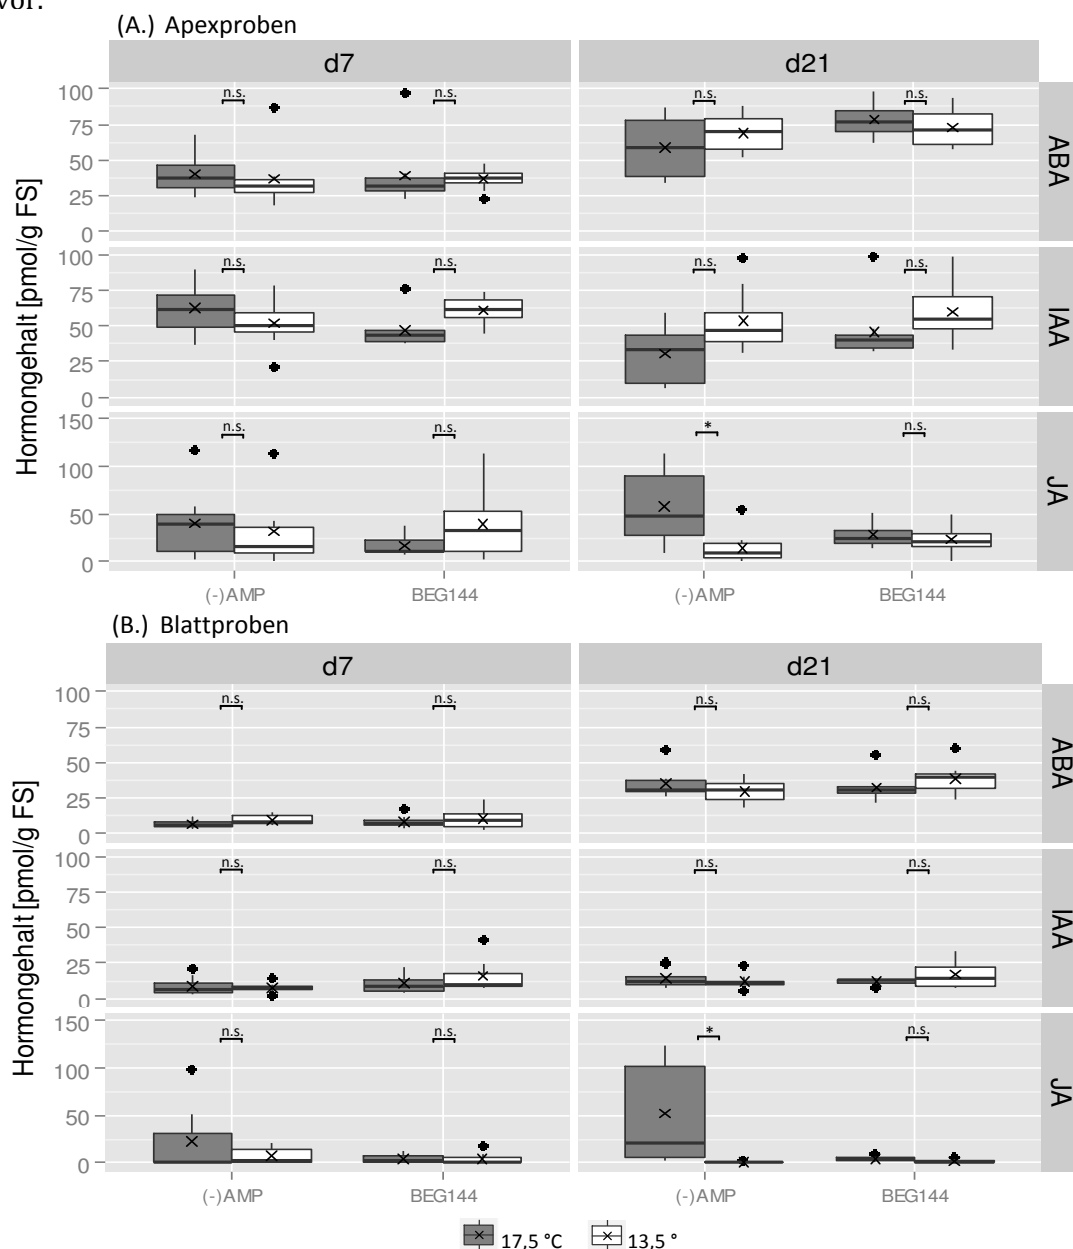 vor.
(A.) Apexproben
d7 d21
Hormongehalt [pmol/g FS]
100 n.s. n.s. n.s. n.s. ABA
75
50
25
0
100 n.s. n.s. n.s. n.s. IAA
75
50
25
0
150 n.s. n.s. * n.s. JA
100
50
0
(-)AMP BEG144 (-)AMP BEG144
(B.) Blattproben
d7 d21
Hormongehalt [pmol/g FS]
100 n.s. n.s. n.s. n.s. ABA
75
50
25
0
100 n.s. n.s. n.s. n.s. IAA
75
50
25
0
150 n.s. n.s. * n.s. JA
100
50
0
(-)AMP BEG144 (-)AMP BEG144
17,5 °C 13,5 °